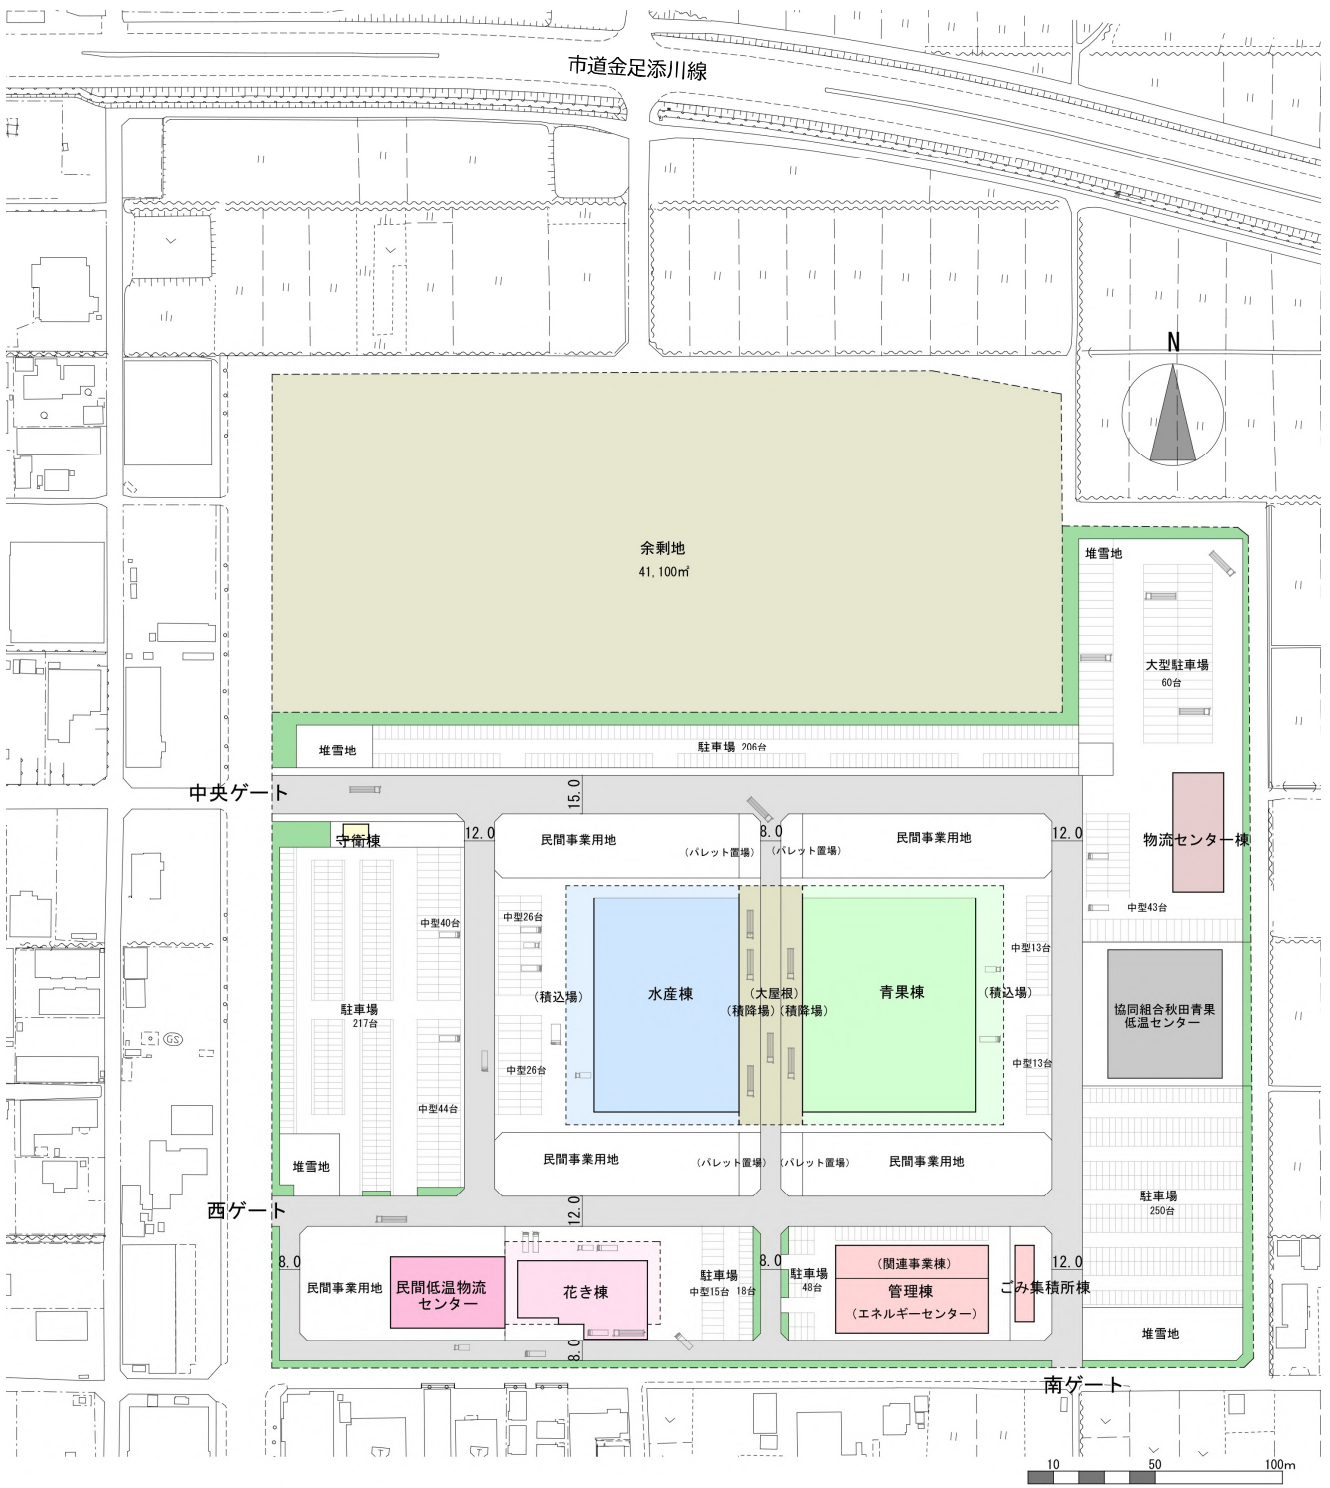 市道金足添川線
N
余剰地
41,100㎡
堆雪地
大型駐車場
60台
堆雪地
駐車場 206台
中央ゲート
15.0
守衛棟
12.0
民間事業用地
(パレット置場)
8.0
(パレット置場)
民間事業用地
12.0
物流センター棟
中型43台
中型40台
中型26台
中型13台
駐車場
217台
(積込場)
水産棟
(大屋根)
(積降場)
(積降場)
青果棟
(積込場)
協同組合秋田青果
低温センター
中型26台
中型13台
中型44台
堆雪地
民間事業用地
(パレット置場)
(パレット置場)
民間事業用地
駐車場
250台
西ゲート
12.0
8.0
民間事業用地
民間低温物流
センター
花き棟
駐車場
中型15台 18台
8.0
駐車場
48台
(関連事業棟)
管理棟
(エネルギーセンター)
12.0
ごみ集積所棟
堆雪地
8.0
南ゲート
10 50 100m